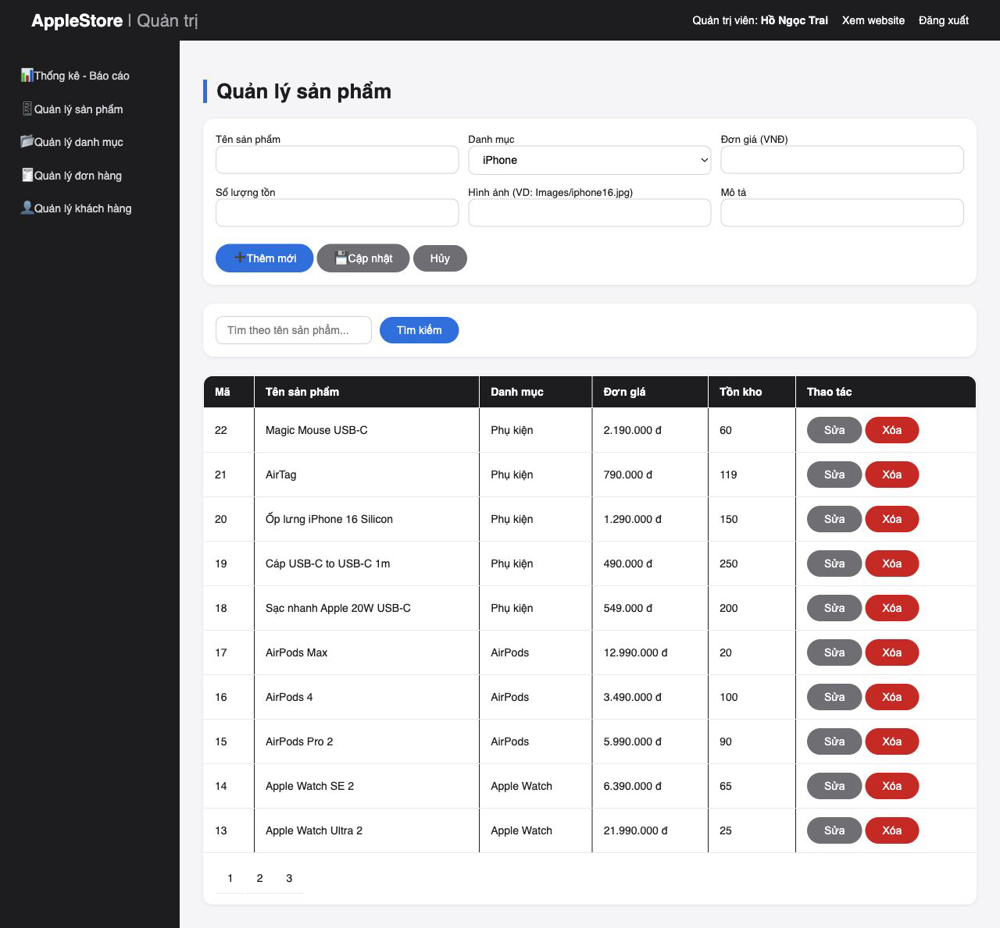 AppleStore | Quản trị
Quản trị viên: Hồ Ngọc Trai Xem website Đăng xuất
Thống kê - Báo cáo
Quản lý sản phẩm
Quản lý danh mục
Quản lý đơn hàng
Quản lý khách hàng
Quản lý sản phẩm
Tên sản phẩm Danh mục Đơn giá (VNĐ)
iPhone
Số lượng tồn Hình ảnh (VD: Images/iphone16.jpg) Mô tả
Thêm mới Cập nhật Hủy
Tìm theo tên sản phẩm... Tìm kiếm
Mã Tên sản phẩm Danh mục Đơn giá Tồn kho Thao tác
22 Magic Mouse USB-C Phụ kiện 2.190.000 đ 60 Sửa Xóa
21 AirTag Phụ kiện 790.000 đ 119 Sửa Xóa
20 Ốp lưng iPhone 16 Silicon Phụ kiện 1.290.000 đ 150 Sửa Xóa
19 Cáp USB-C to USB-C 1m Phụ kiện 490.000 đ 250 Sửa Xóa
18 Sạc nhanh Apple 20W USB-C Phụ kiện 549.000 đ 200 Sửa Xóa
17 AirPods Max AirPods 12.990.000 đ 20 Sửa Xóa
16 AirPods 4 AirPods 3.490.000 đ 100 Sửa Xóa
15 AirPods Pro 2 AirPods 5.990.000 đ 90 Sửa Xóa
14 Apple Watch SE 2 Apple Watch 6.390.000 đ 65 Sửa Xóa
13 Apple Watch Ultra 2 Apple Watch 21.990.000 đ 25 Sửa Xóa
1 2 3